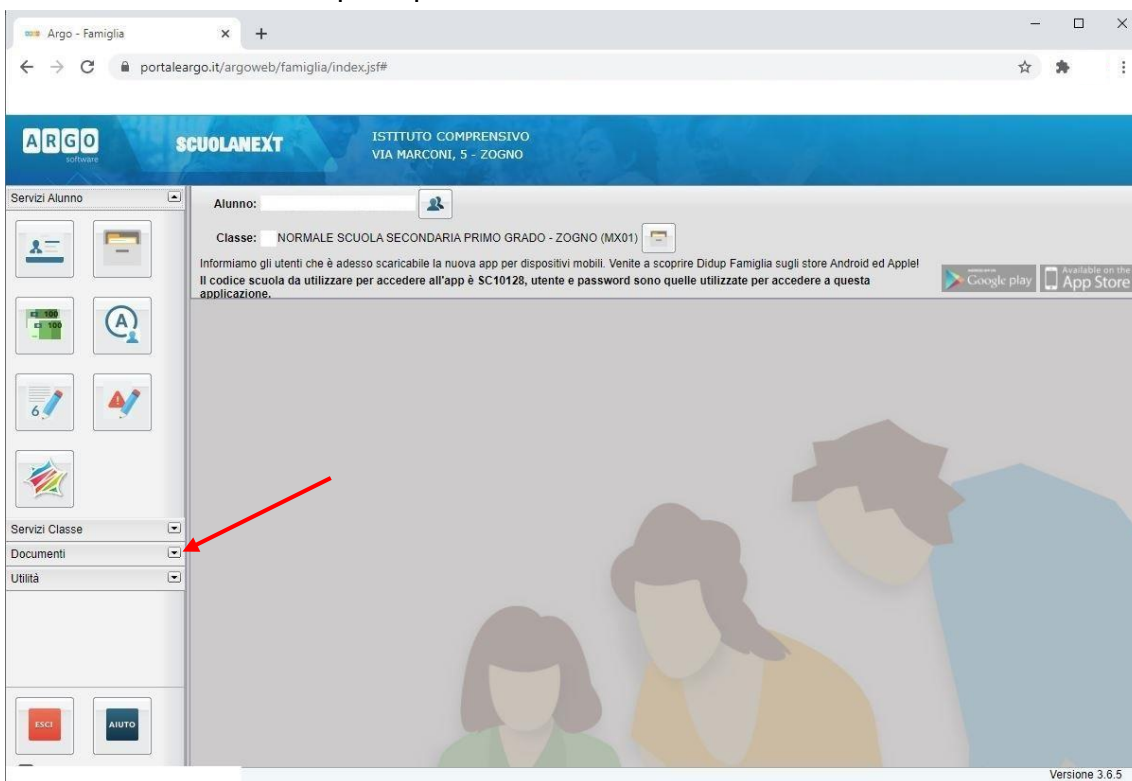 Argo - Famiglia
portaleargo.it/argoweb/famiglia/index.jsf#
ARGO
software
SCUOLANEXT
ISTITUTO COMPRENSIVO
VIA MARCONI, 5 - ZOGNO
Servizi Alunno
Alunno:
Classe: NORMALE SCUOLA SECONDARIA PRIMO GRADO - ZOGNO (MX01)
Informiamo gli utenti che è adesso scaricabile la nuova app per dispositivi mobili. Venite a scoprire Didup Famiglia sugli store Android ed Apple!
Il codice scuola da utilizzare per accedere all'app è SC10128, utente e password sono quelle utilizzate per accedere a questa
applicazione.
Google play
Available on the
App Store
100
100
A
6
Servizi Classe
Documenti
Utilità
ESCI
AIUTO
Versione 3.6.5